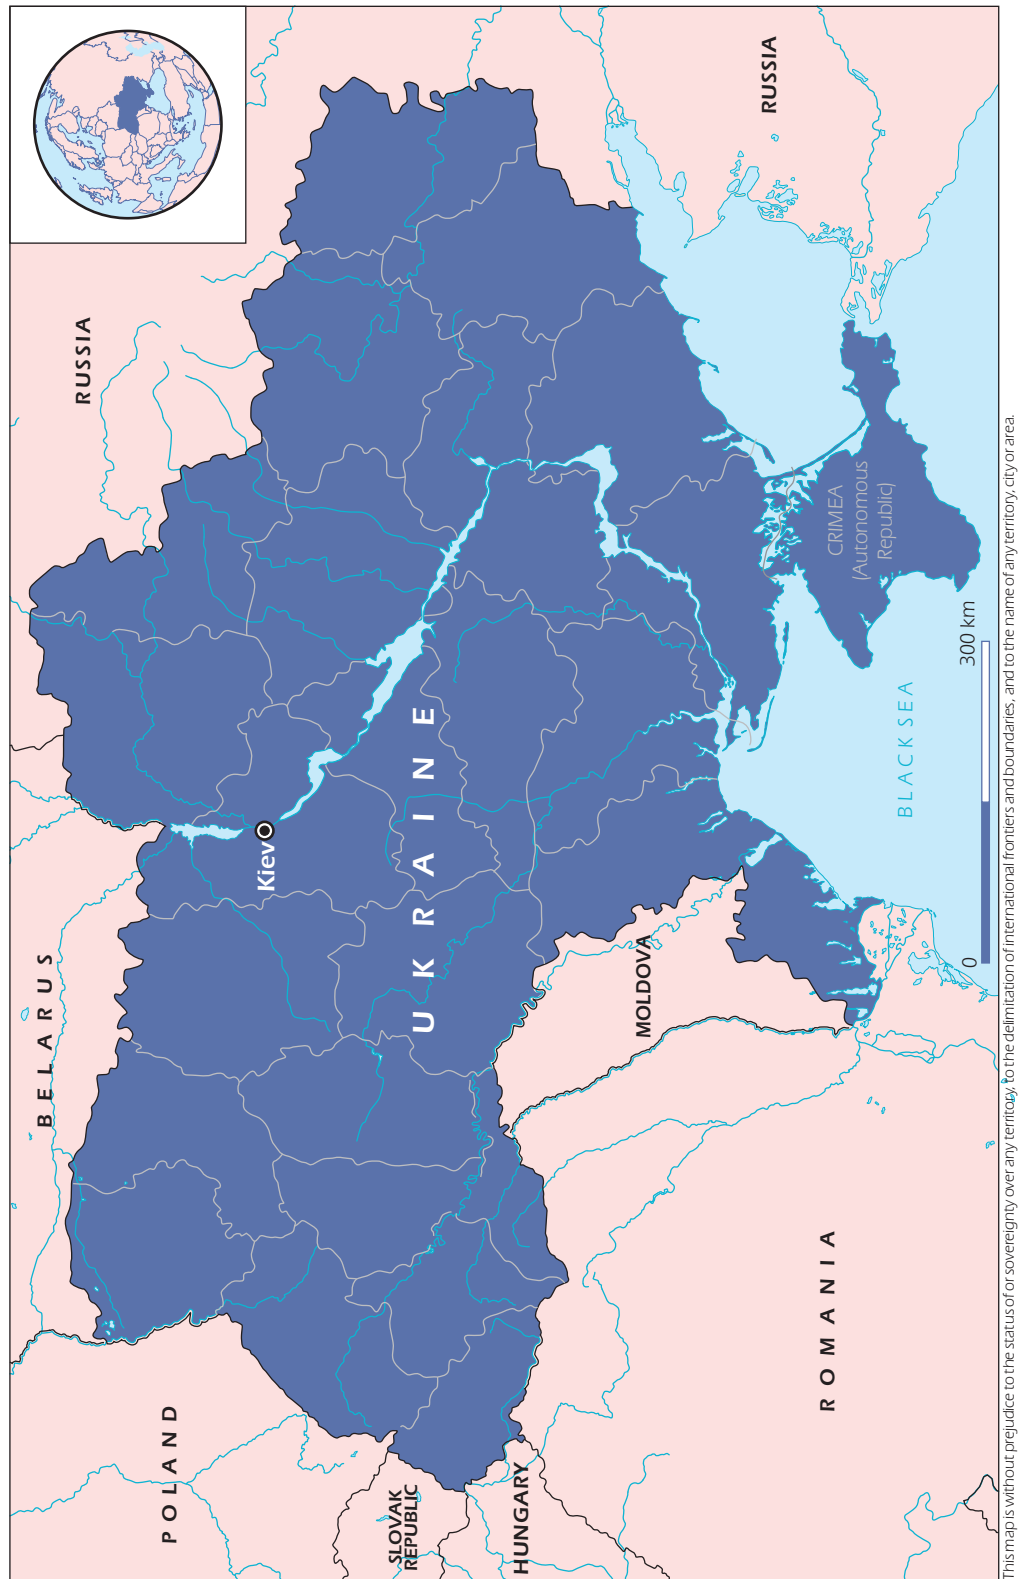 RUSSIA
RUSSIA
BELARUS
POLAND
Kiev
UKRAINE
SLOVAK
REPUBLIC
HUNGARY
MOLDOVA
ROMANIA
CRIMEA
(Autonomous
Republic)
BLACK SEA
0
300 km
This map is without prejudice to the status of or sovereignty over any territory, to the delimitation of international frontiers and boundaries, and to the name of any territory, city or area.